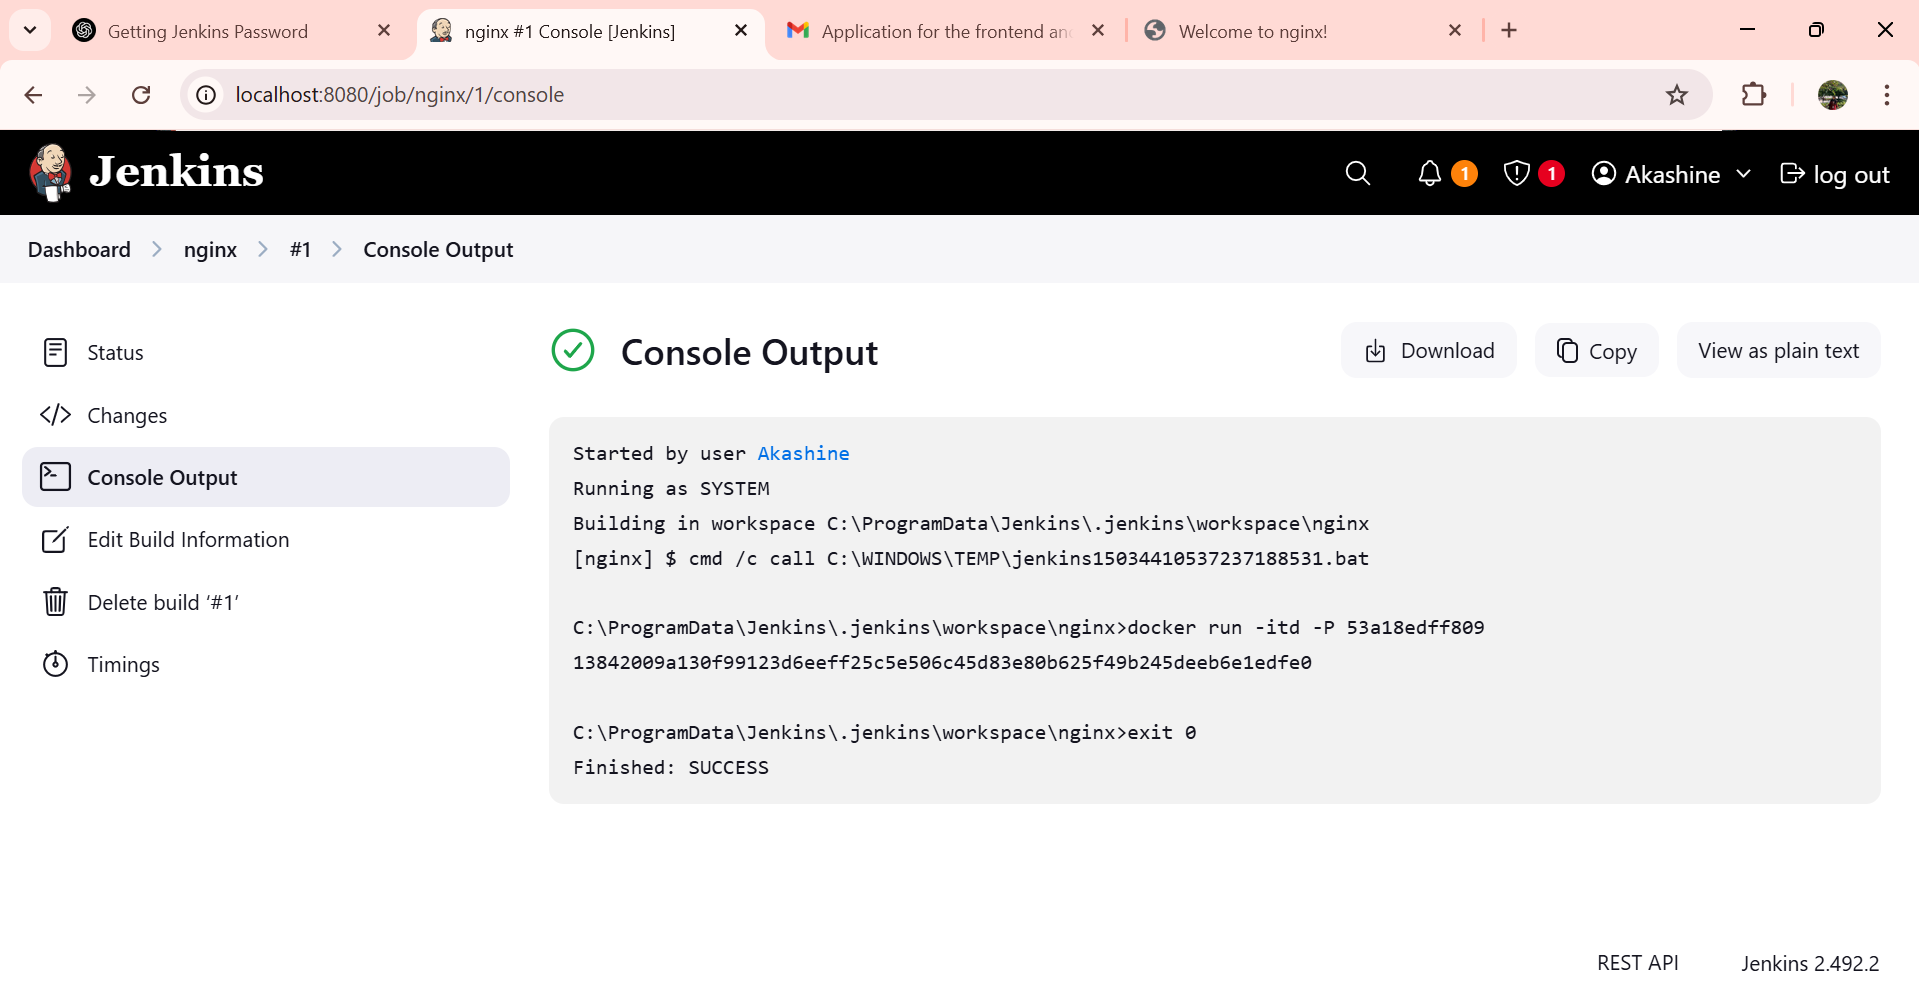 Getting Jenkins Password
nginx #1 Console [Jenkins]
Application for the frontend an
Welcome to nginx!
localhost:8080/job/nginx/1/console
Jenkins
1
1
Akashine
log out
Dashboard
nginx
#1
Console Output
Status
Changes
Console Output
Edit Build Information
Delete build ‘#1’
Timings
Console Output
Download
Copy
View as plain text
Started by user Akashine
Running as SYSTEM
Building in workspace C:\ProgramData\Jenkins\.jenkins\workspace\nginx
[nginx] $ cmd /c call C:\WINDOWS\TEMP\jenkins15034410537237188531.bat
C:\ProgramData\Jenkins\.jenkins\workspace\nginx>docker run -itd -P 53a18edff809
13842009a130f99123d6eeff25c5e506c45d83e80b625f49b245deeb6e1edfe0
C:\ProgramData\Jenkins\.jenkins\workspace\nginx>exit 0
Finished: SUCCESS
REST API
Jenkins 2.492.2